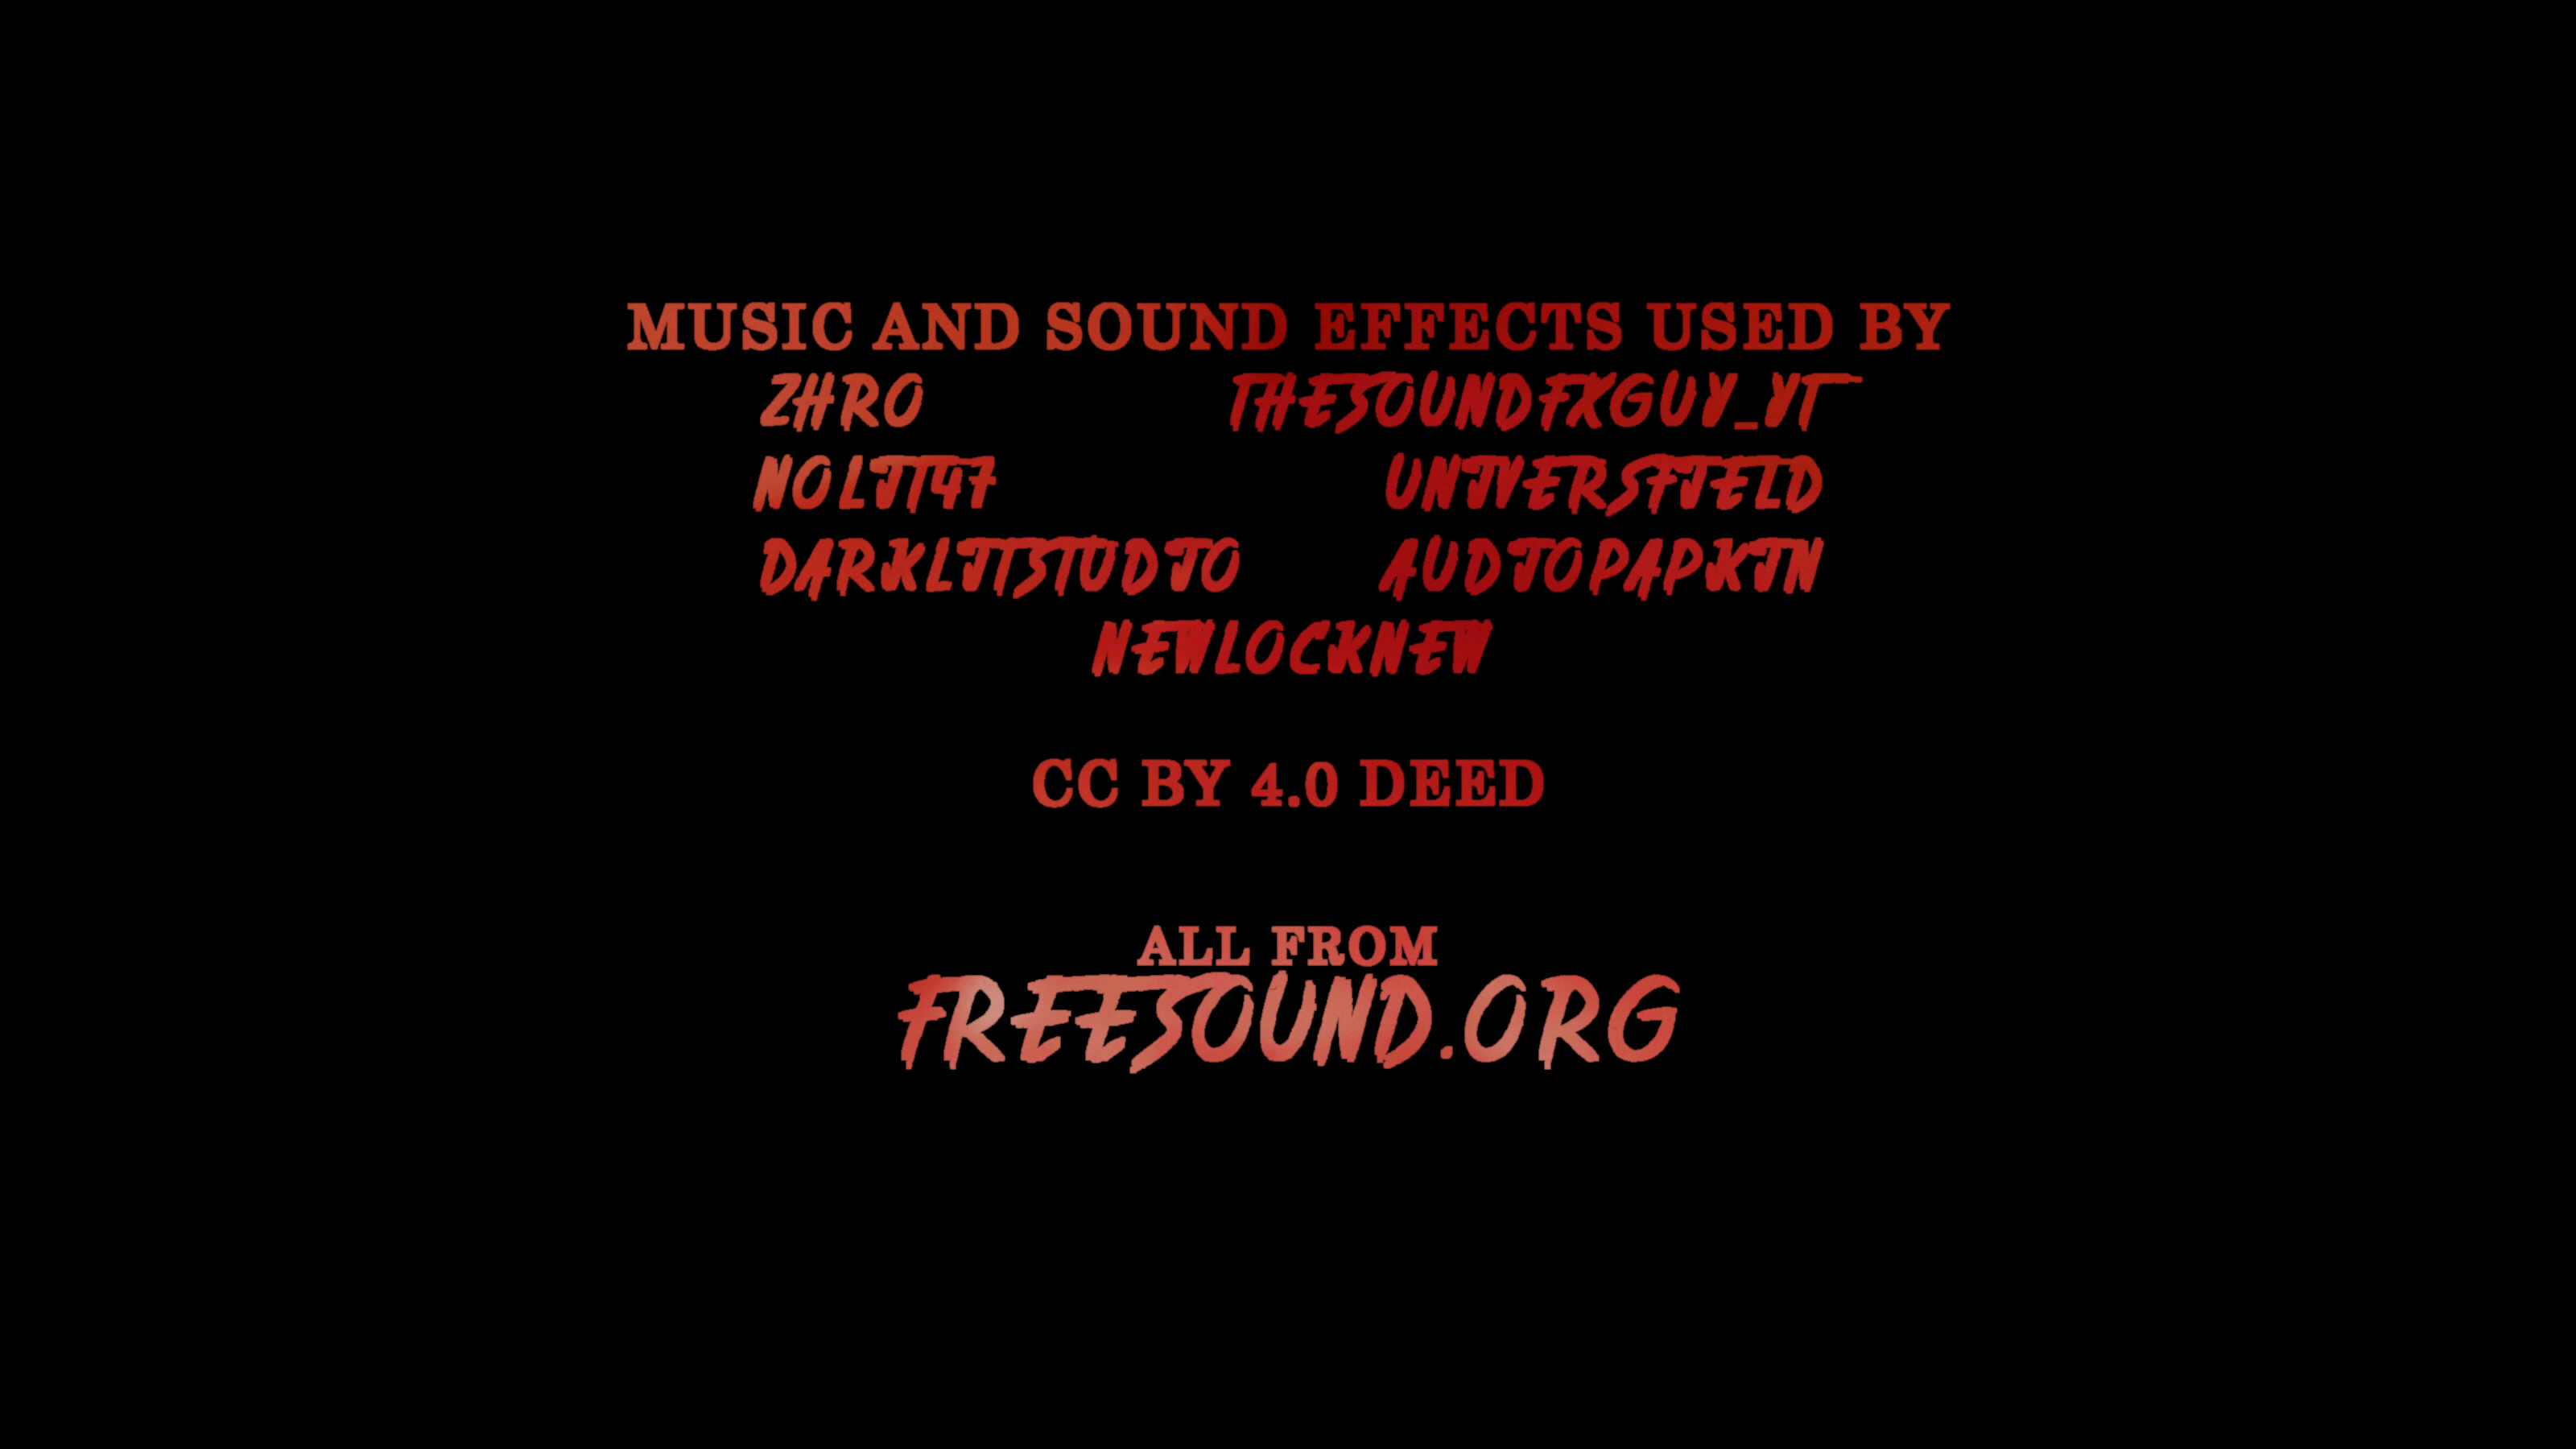 MUSIC AND SOUND EFFECTS USED BY
ZHRO THESOUNDFXGUY_YT
NOLIT47 UNIVERSFIELD
DARKLITSTUDIO AUDIOPAPKIN
NEWLOCKNEW
CC BY 4.0 DEED
ALL FROM
FREESOUND.ORG